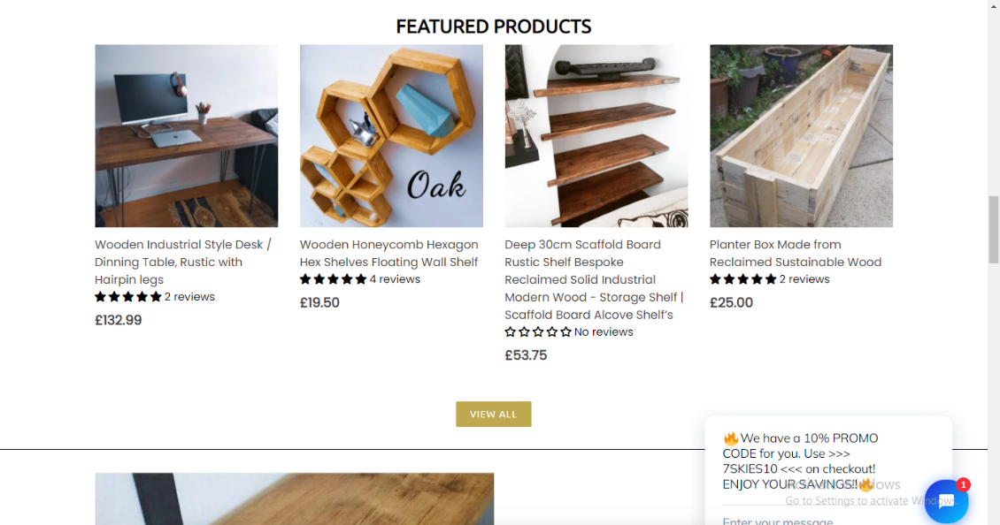 FEATURED PRODUCTS
Oak
Wooden Industrial Style Desk /
Dinning Table, Rustic with
Hairpin legs
2 reviews
£132.99
Wooden Honeycomb Hexagon
Hex Shelves Floating Wall Shelf
4 reviews
£19.50
Deep 30cm Scaffold Board
Rustic Shelf Bespoke
Reclaimed Solid Industrial
Modern Wood - Storage Shelf |
Scaffold Board Alcove Shelf's
No reviews
£53.75
Planter Box Made from
Reclaimed Sustainable Wood
2 reviews
£25.00
VIEW ALL
🔥We have a 10% PROMO
CODE for you. Use >>>
7SKIES10 <<< on checkout!
ENJOY YOUR SAVINGS!!🔥
Activate Windows
Go to Settings to activate Windows.
1
Enter your message